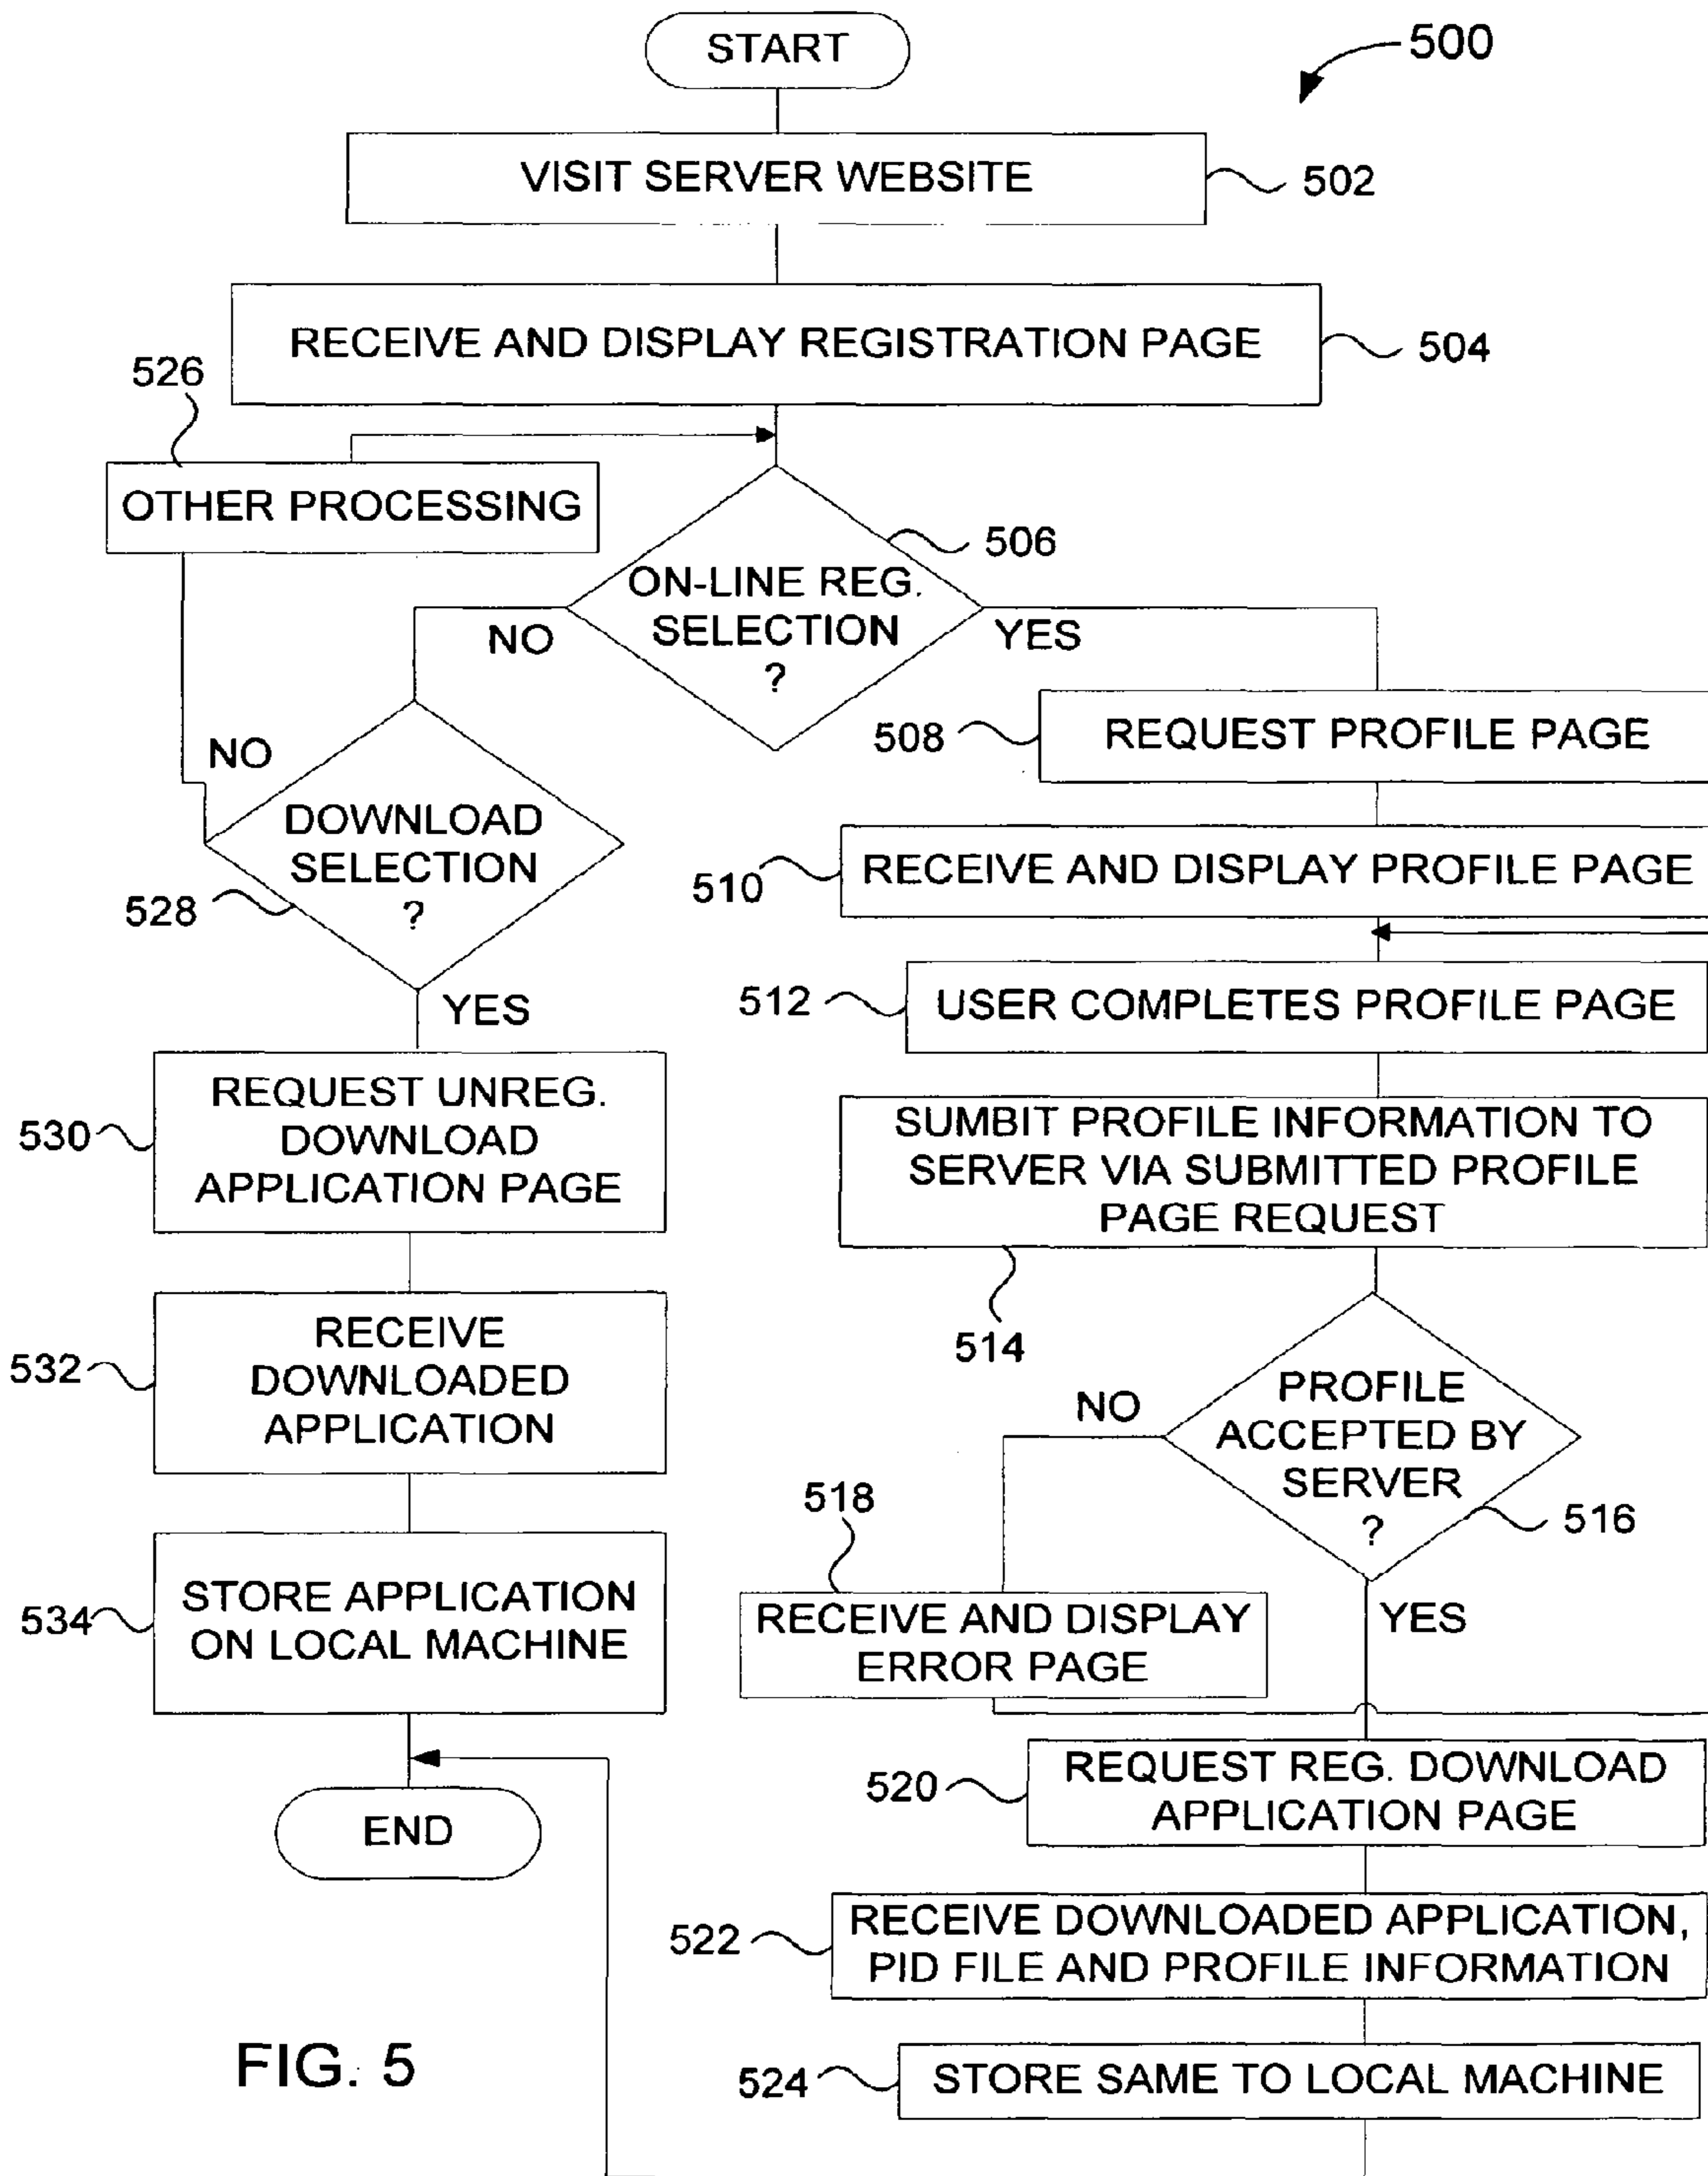 START
500
VISIT SERVER WEBSITE
502
RECEIVE AND DISPLAY REGISTRATION PAGE
504
526
OTHER PROCESSING
506
ON-LINE REG.
SELECTION
?
NO
YES
508
REQUEST PROFILE PAGE
NO
DOWNLOAD
SELECTION
?
528
510
RECEIVE AND DISPLAY PROFILE PAGE
YES
512
USER COMPLETES PROFILE PAGE
530
REQUEST UNREG.
DOWNLOAD
APPLICATION PAGE
SUMBIT PROFILE INFORMATION TO
SERVER VIA SUBMITTED PROFILE
PAGE REQUEST
514
532
RECEIVE
DOWNLOADED
APPLICATION
PROFILE
ACCEPTED BY
SERVER
?
516
NO
YES
518
RECEIVE AND DISPLAY
ERROR PAGE
534
STORE APPLICATION
ON LOCAL MACHINE
520
REQUEST REG. DOWNLOAD
APPLICATION PAGE
END
522
RECEIVE DOWNLOADED APPLICATION,
PID FILE AND PROFILE INFORMATION
524
STORE SAME TO LOCAL MACHINE
FIG. 5